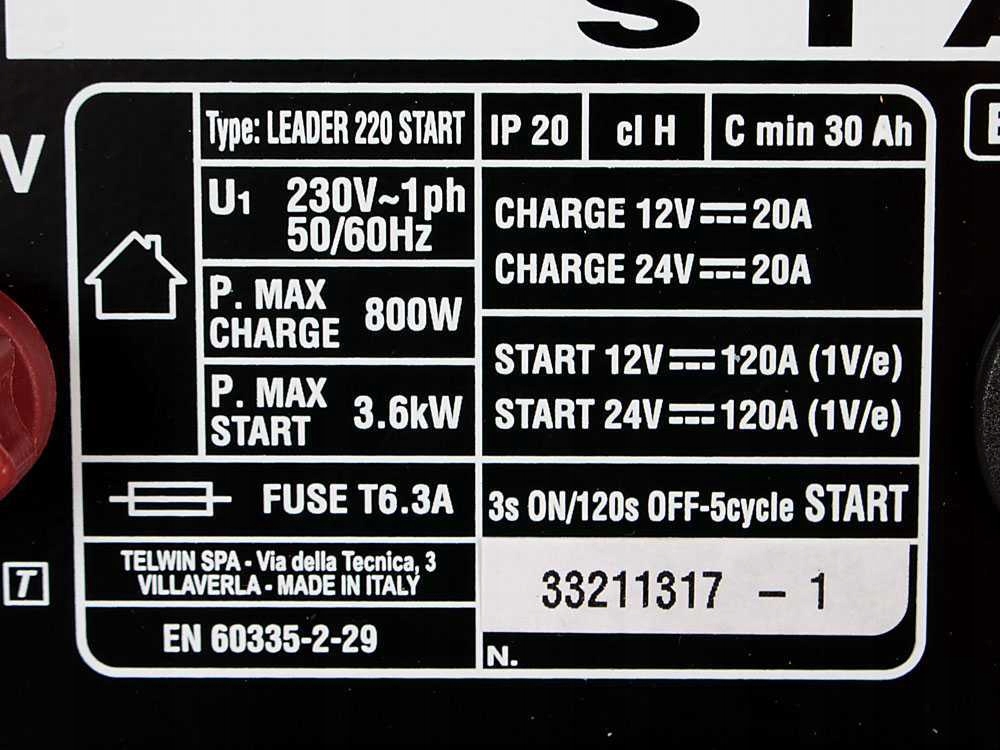 V
Type: LEADER 220 START
IP 20
cl H
C min 30 Ah
U1 230V~1ph
50/60Hz
CHARGE 12V⎓20A
CHARGE 24V⎓20A
P. MAX
CHARGE 800W
START 12V⎓120A (1V/e)
START 24V⎓120A (1V/e)
P. MAX
START 3.6kW
FUSE T6.3A
3s ON/120s OFF-5cycle START
TELWIN SPA - Via della Tecnica, 3
VILLAVERLA - MADE IN ITALY
33211317 - 1
EN 60335-2-29
N.
T